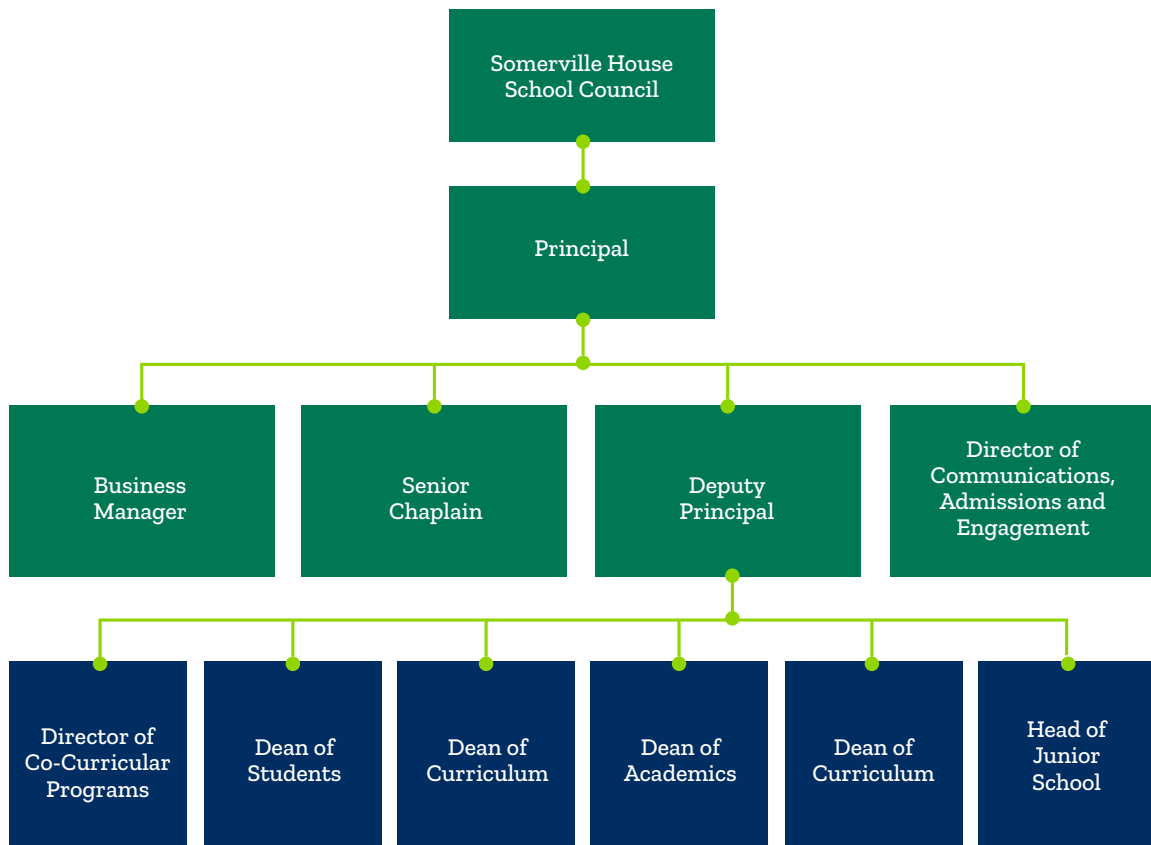 Somerville House
School Council
Principal
Business
Manager
Senior
Chaplain
Deputy
Principal
Director of
Communications,
Admissions and
Engagement
Director of
Co-Curricular
Programs
Dean of
Students
Dean of
Curriculum
Dean of
Academics
Dean of
Curriculum
Head of
Junior
School